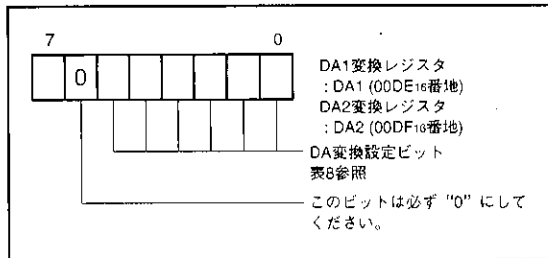 7 0
0
DA1変換レジスタ
: DA1 (00DE16番地)
DA2変換レジスタ
: DA2 (00DF16番地)
DA変換設定ビット
表8参照
このビットは必ず "0" にして
ください。